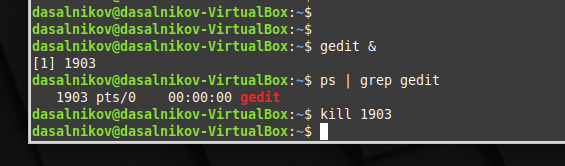 dasalnikov@dasalnikov-VirtualBox:~$
dasalnikov@dasalnikov-VirtualBox:~$
dasalnikov@dasalnikov-VirtualBox:~$ gedit &
[1] 1903
dasalnikov@dasalnikov-VirtualBox:~$ ps | grep gedit
   1903 pts/0    00:00:00 gedit
dasalnikov@dasalnikov-VirtualBox:~$ kill 1903
dasalnikov@dasalnikov-VirtualBox:~$